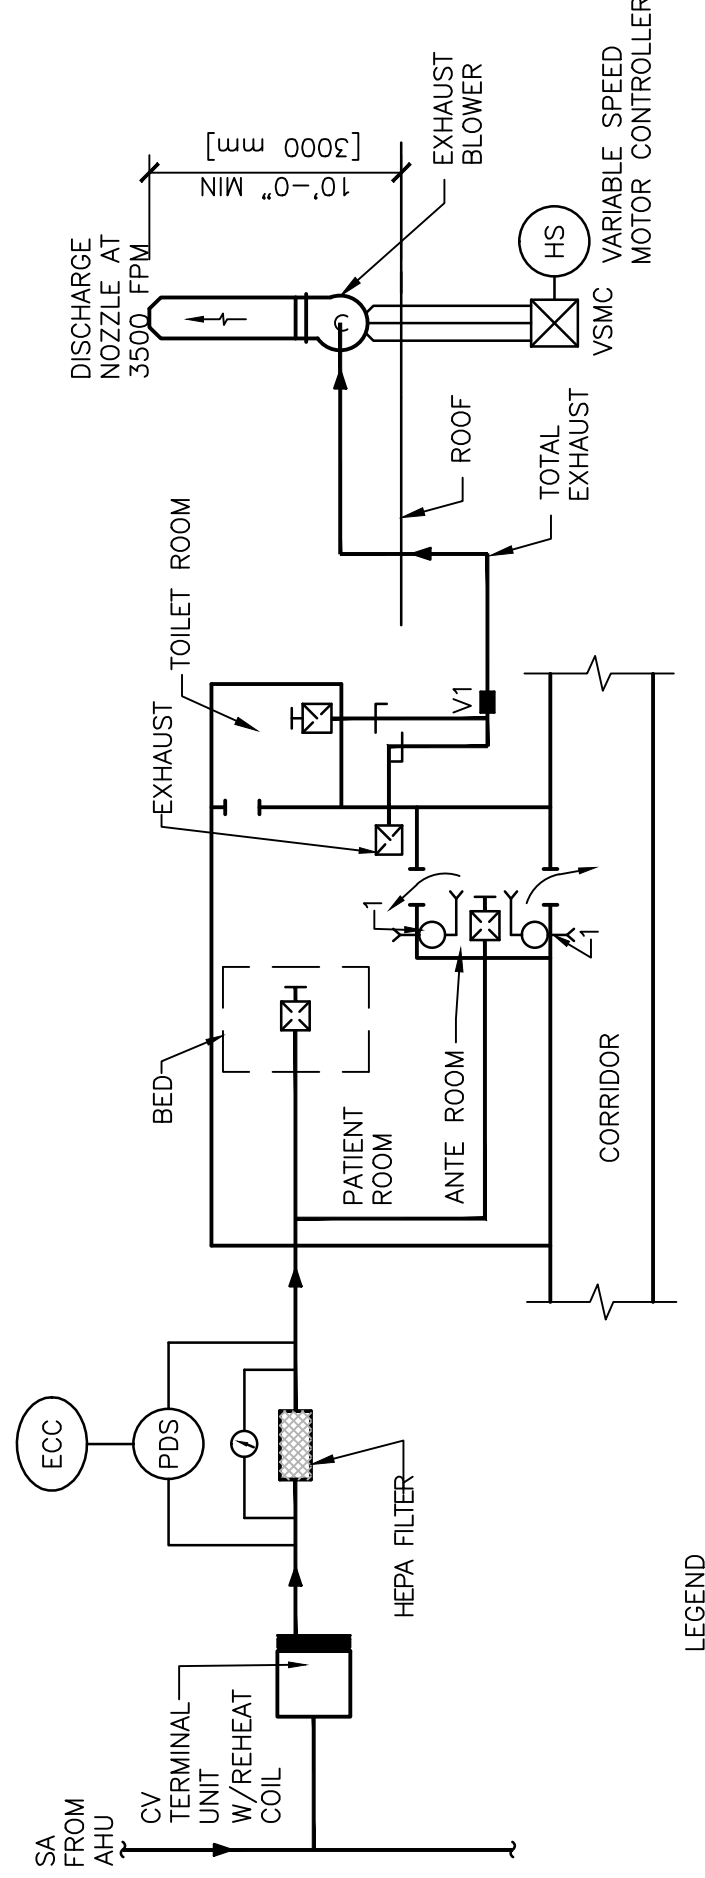 SA
FROM
AHU
CV
TERMINAL
UNIT
W/REHEAT
COIL
ECC
PDS
HEPA FILTER
BED
PATIENT
ROOM
ANTE ROOM
CORRIDOR
1
Z1
EXHAUST
TOILET ROOM
V1
TOTAL
EXHAUST
ROOF
DISCHARGE
NOZZLE AT
3500 FPM
10'-0" MIN
[3000 mm]
EXHAUST
BLOWER
C
HS
VSMC
VARIABLE SPEED
MOTOR CONTROLLER
LEGEND